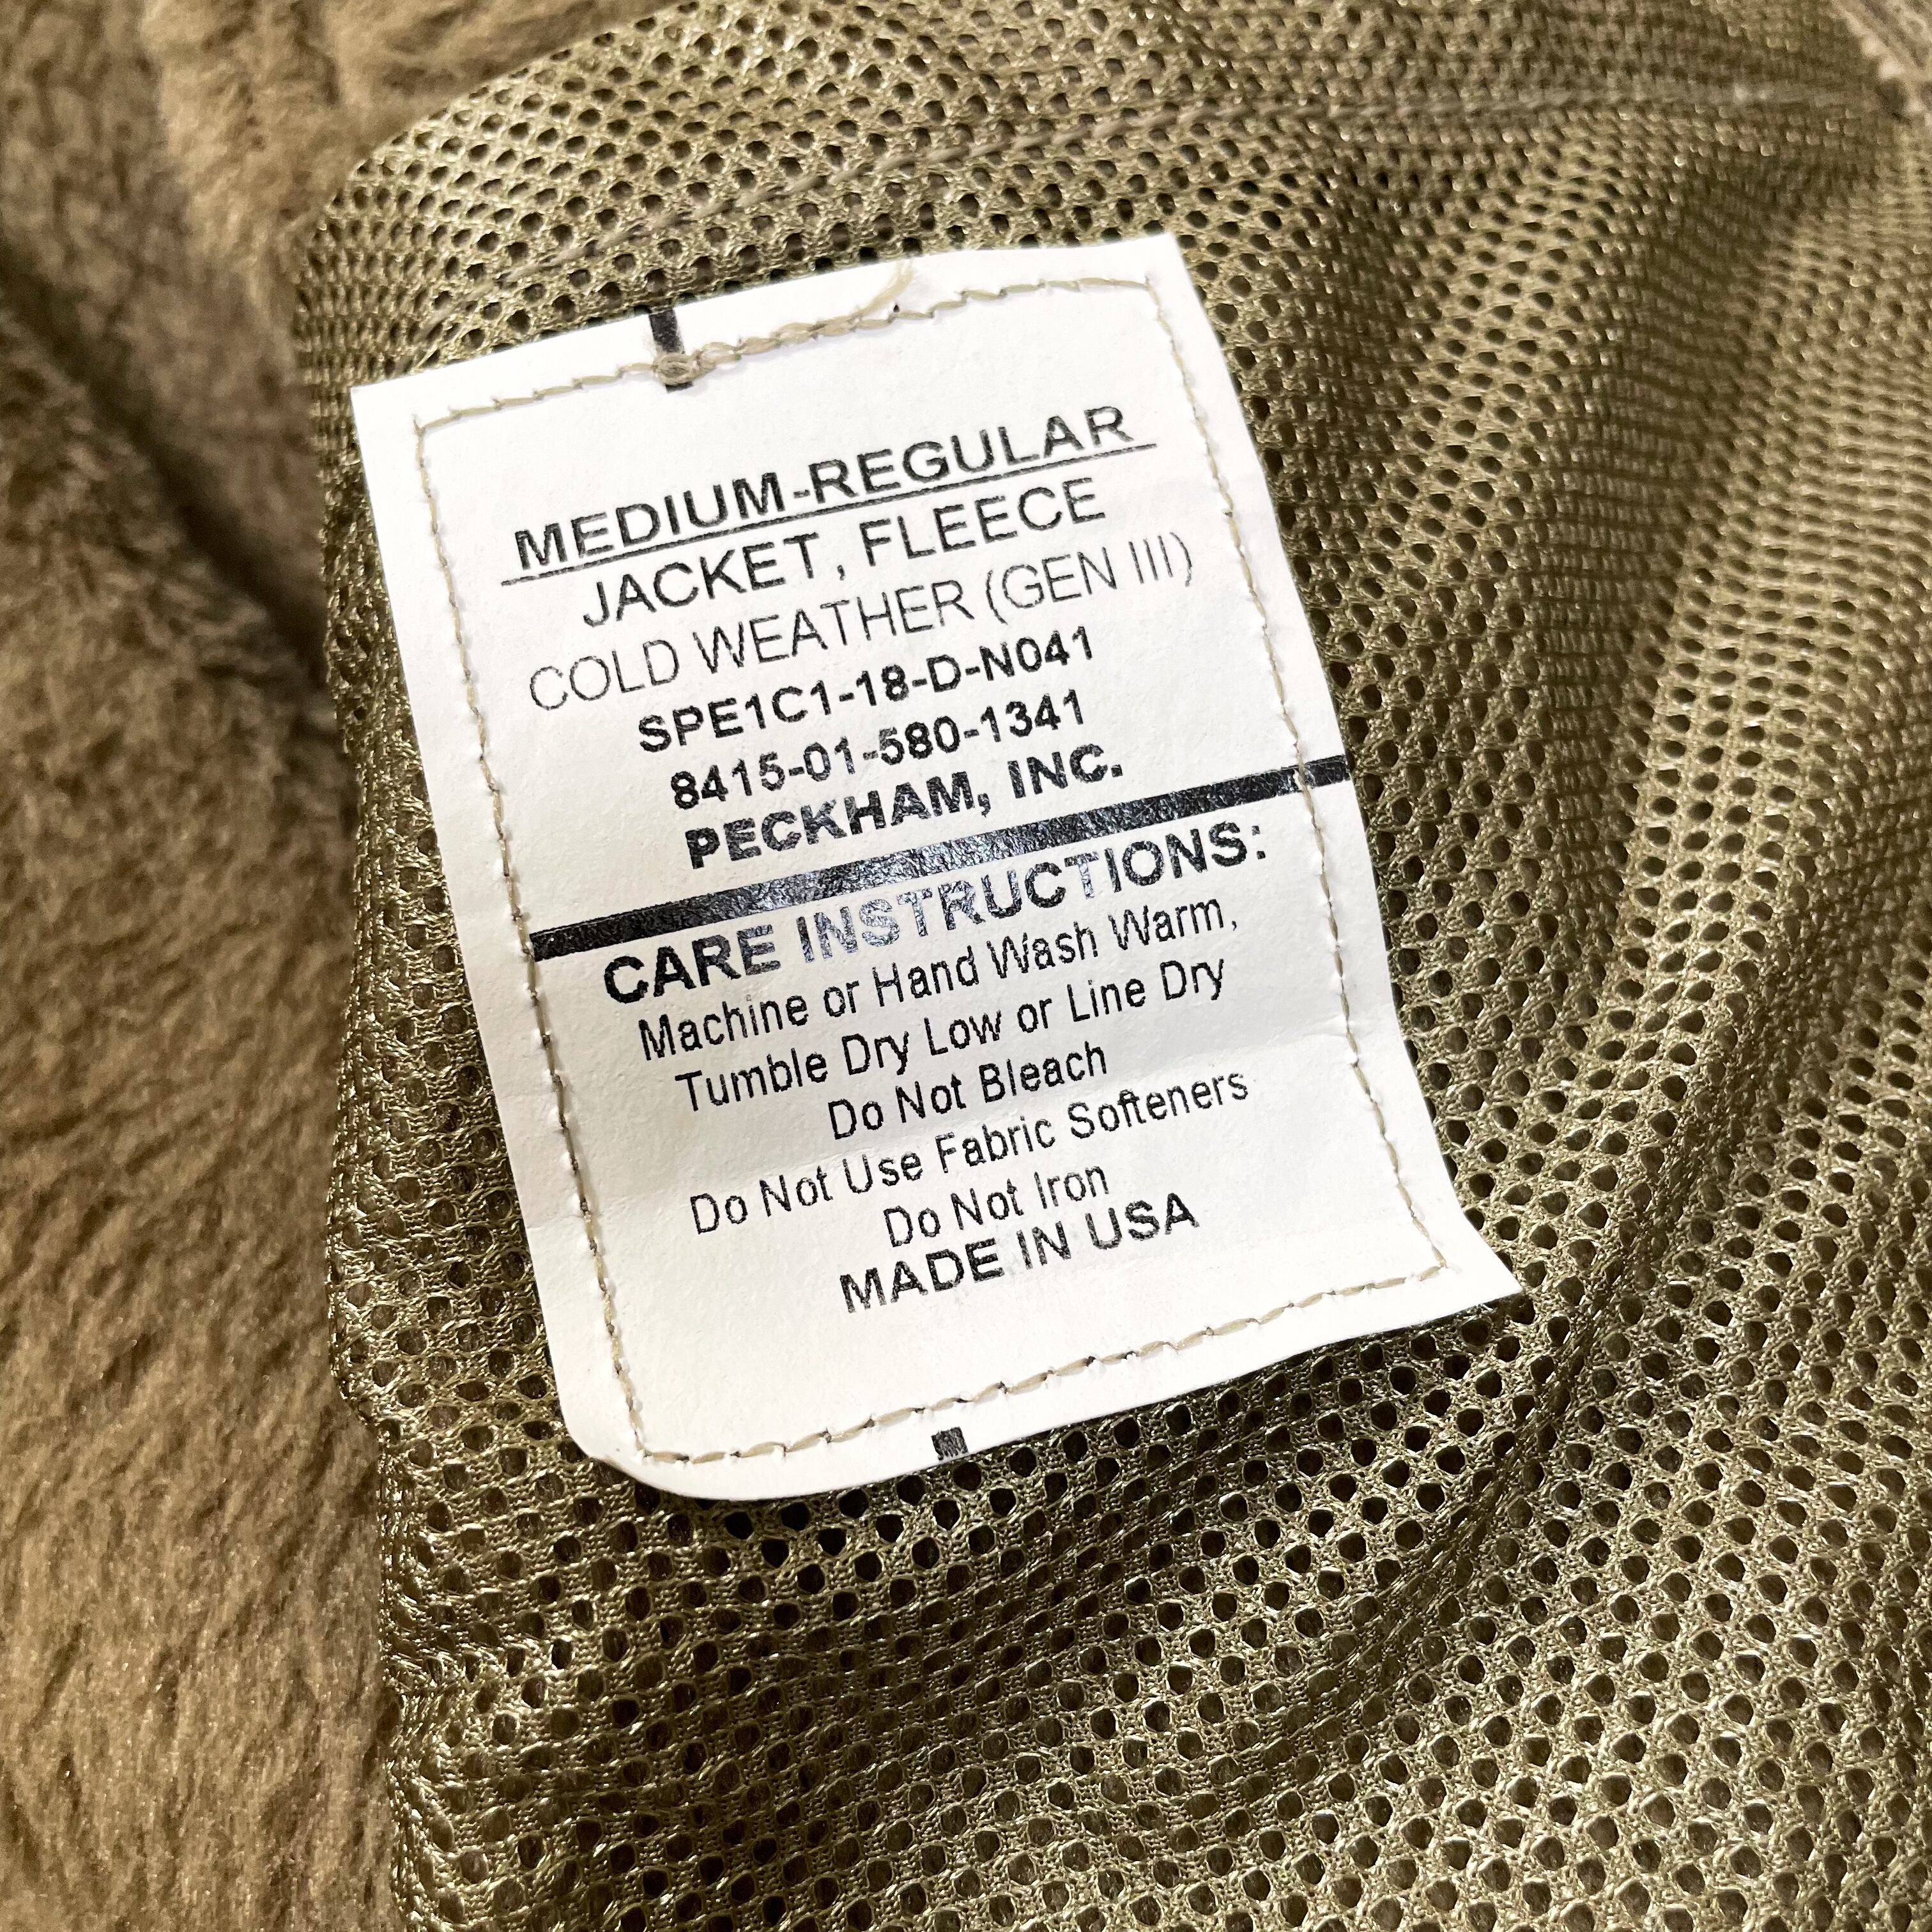 MEDIUM-REGULAR
JACKET, FLEECE
COLD WEATHER (GEN III)
SPE1C1-18-D-N041
8415-01-580-1341
PECKHAM, INC.
CARE INSTRUCTIONS:
Machine or Hand Wash Warm,
Tumble Dry Low or Line Dry
Do Not Bleach
Do Not Use Fabric Softeners
Do Not Iron
MADE IN USA